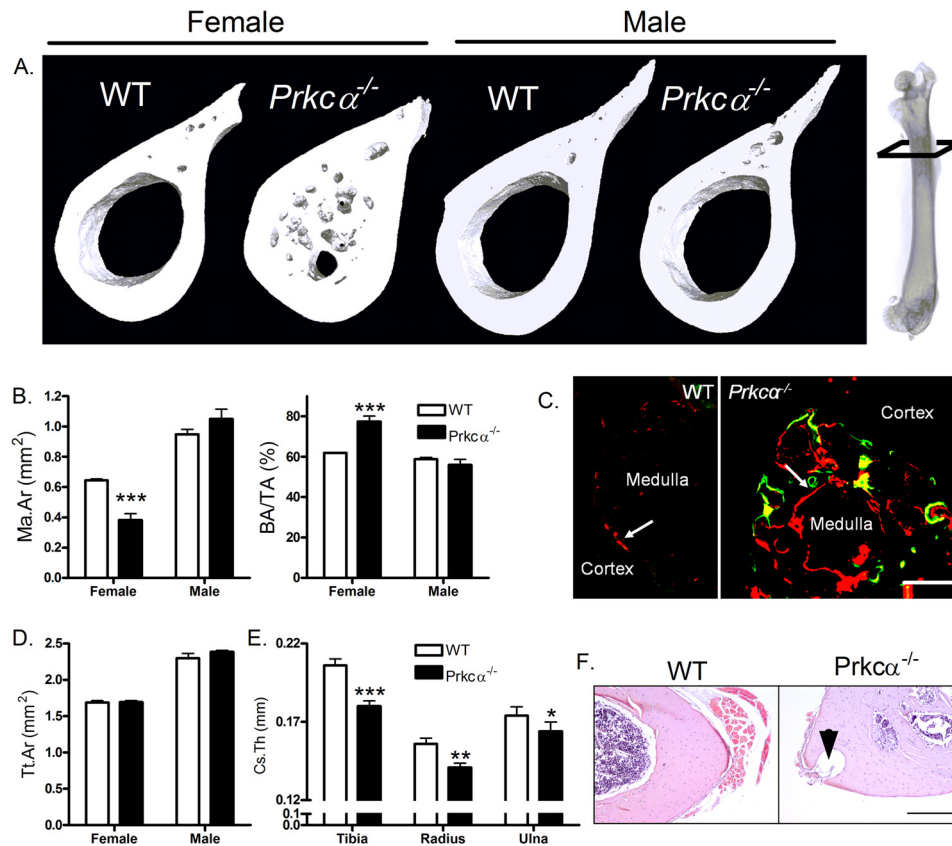 Female Male
A. WT Prkcα-/- WT Prkcα-/-
B.
Ma.Ar (mm2)
1.2
1.0
0.8
0.6
0.4
0.2
0.0
***
Female Male
WT
Prkcα-/-
BA/TA (%)
80
60
40
20
0
***
Female Male
C.
WT
Medulla
Cortex
Prkcα-/-
Cortex
Medulla
D.
Tt.Ar (mm2)
2.5
2.0
1.5
1.0
0.5
0.0
Female Male
E.
Cs.Th (mm)
0.22
0.17
0.12
0.1
0.0
WT
Prkcα-/-
***
**
*
Tibia Radius Ulna
F.
WT Prkcα-/-